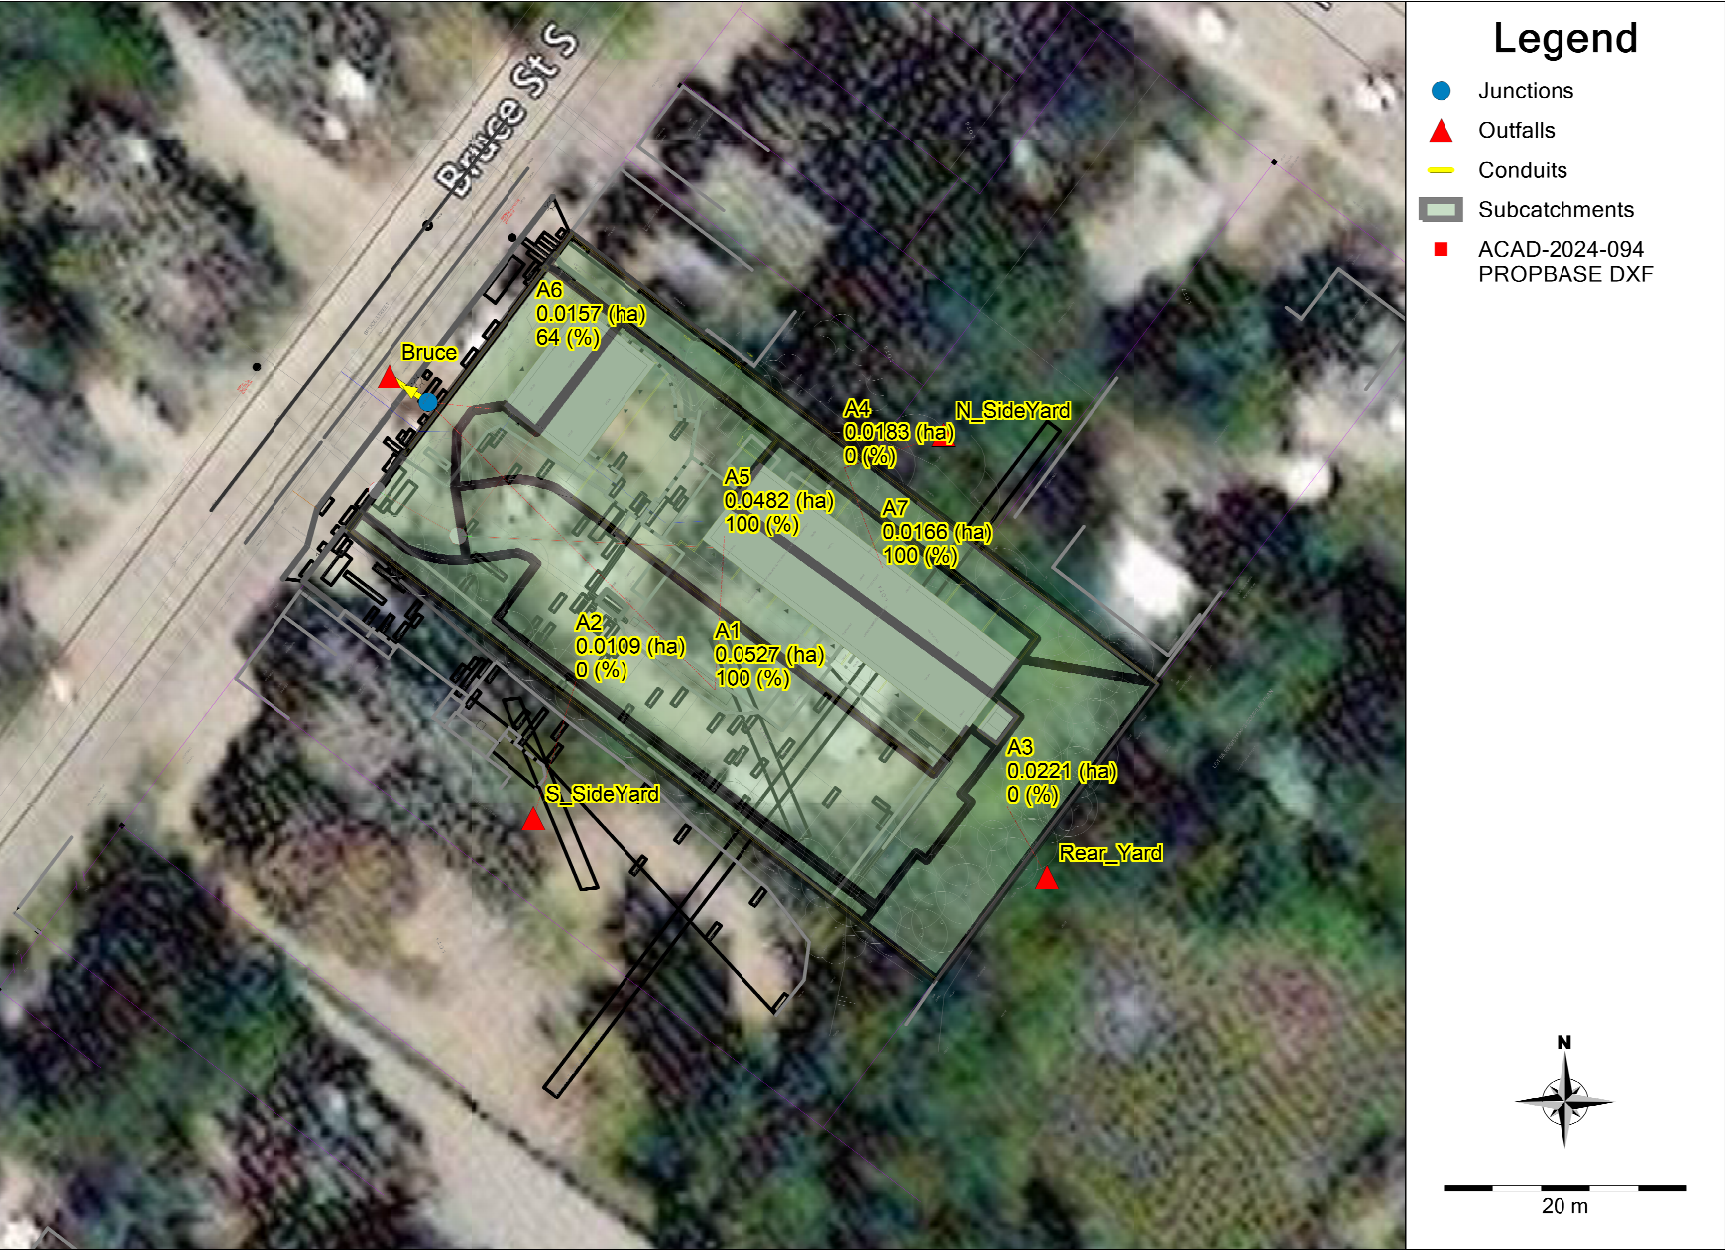 Bruce St S
A6
0.0157 (ha)
64 (%)
Bruce
A4
0.0183 (ha)
0 (%)
N_SideYard
A5
0.0482 (ha)
100 (%)
A7
0.0166 (ha)
100 (%)
A2
0.0109 (ha)
0 (%)
A1
0.0527 (ha)
100 (%)
A3
0.0221 (ha)
0 (%)
S_SideYard
Rear_Yard
Legend
Junctions
Outfalls
Conduits
Subcatchments
ACAD-2024-094
PROPBASE DXF
N
20 m